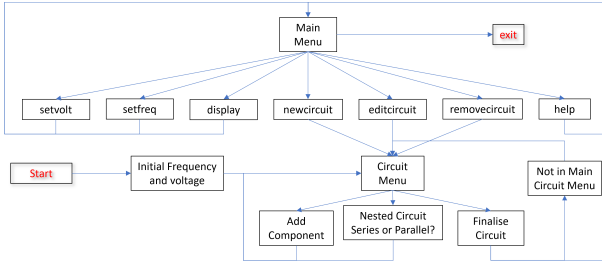 Main
Menu
exit
setvolt
setfreq
display
newcircuit
editcircuit
removecircuit
help
Start
Initial Frequency
and voltage
Circuit
Menu
Not in Main
Circuit Menu
Add
Component
Nested Circuit
Series or Parallel?
Finalise
Circuit